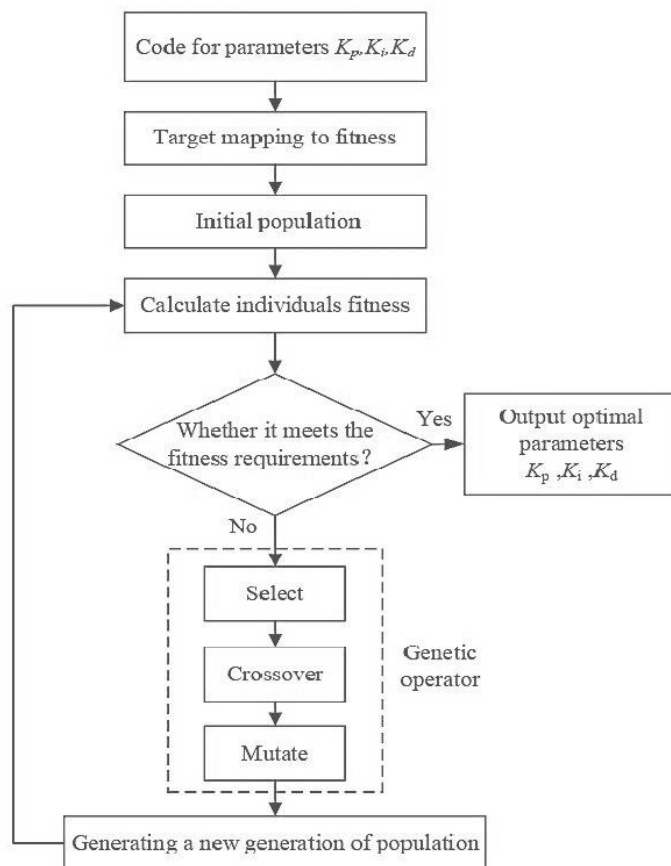 Code for parameters Kp,Ki,Kd
Target mapping to fitness
Initial population
Calculate individuals fitness
Whether it meets the
fitness requirements?
Yes
Output optimal
parameters
Kp ,Ki ,Kd
No
Select
Crossover
Mutate
Genetic
operator
Generating a new generation of population